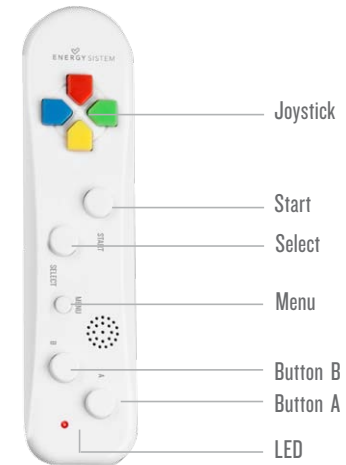 ENERGY SISTEM
Joystick
Start
START
Select
SELECT
Menu
MENU
B
Button B
A
Button A
LED